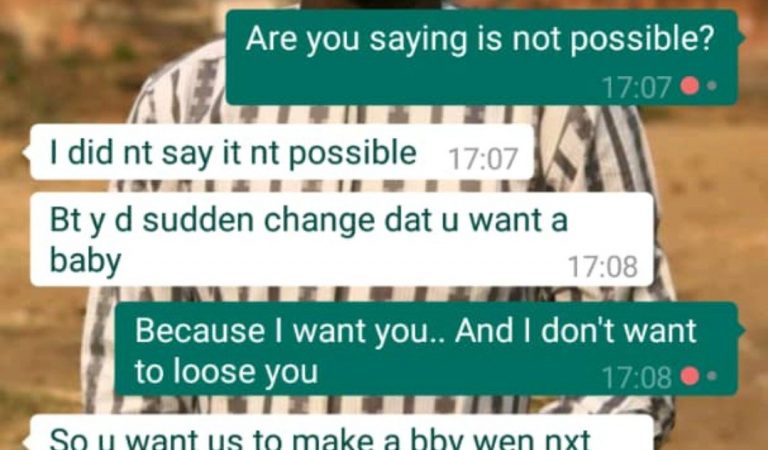 Are you saying is not possible?
17:07
I did nt say it nt possible 17:07
Bt y d sudden change dat u want a
baby
17:08
Because I want you.. And I don't want
to loose you
17:08
So u want us to make a bby wen nxt